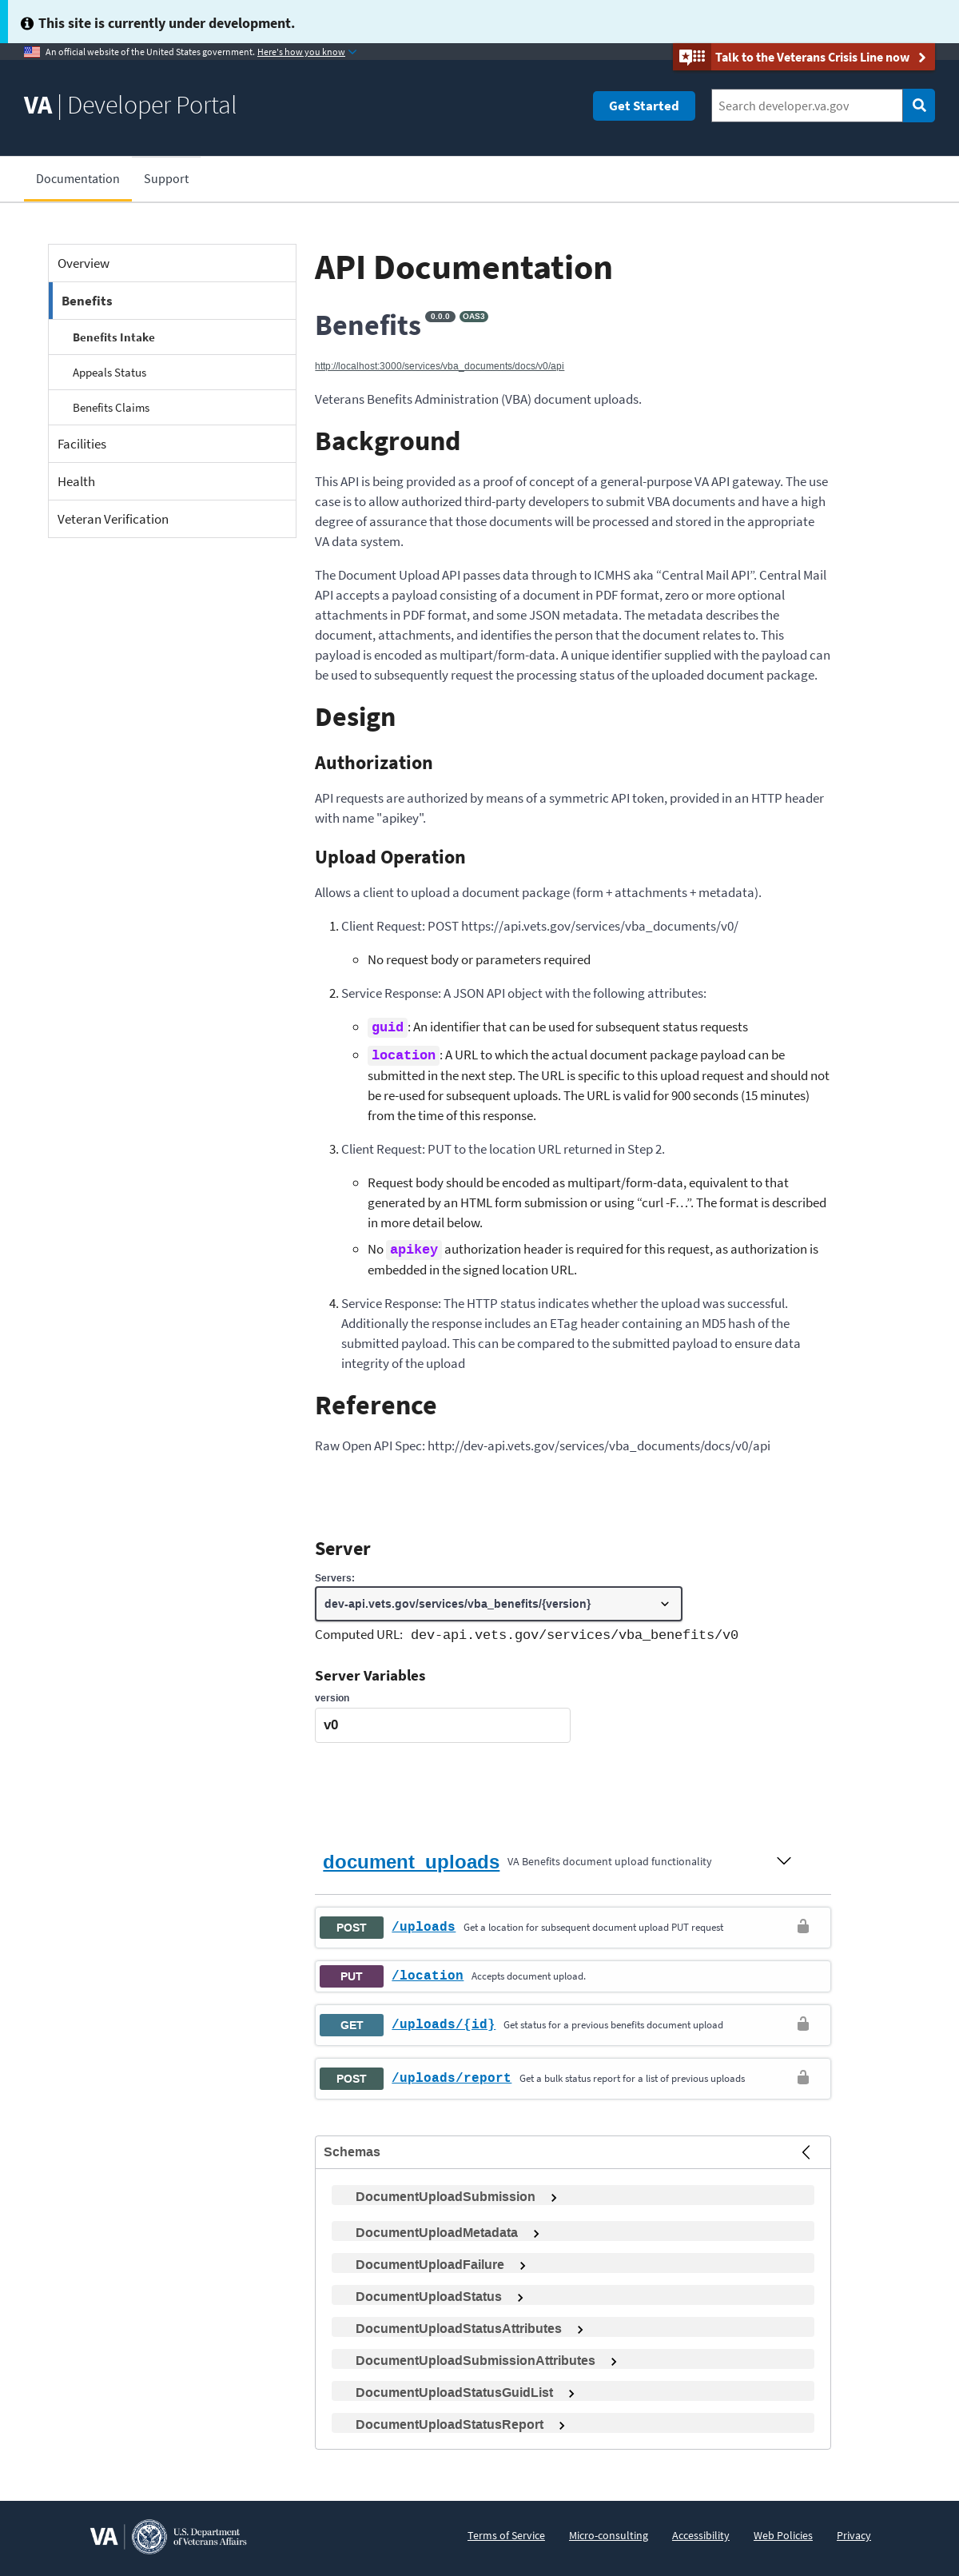 This site is currently under development.
An official website of the United States government. Here's how you know
Talk to the Veterans Crisis Line now
VA | Developer Portal
Get Started
Search developer.va.gov
Documentation
Support
Overview
Benefits
Benefits Intake
Appeals Status
Benefits Claims
Facilities
Health
Veteran Verification
API Documentation
Benefits 0.0.0 OAS3
http://localhost:3000/services/vba_documents/docs/v0/api
Veterans Benefits Administration (VBA) document uploads.
Background
This API is being provided as a proof of concept of a general-purpose VA API gateway. The use
case is to allow authorized third-party developers to submit VBA documents and have a high
degree of assurance that those documents will be processed and stored in the appropriate
VA data system.
The Document Upload API passes data through to ICMHS aka “Central Mail API”. Central Mail
API accepts a payload consisting of a document in PDF format, zero or more optional
attachments in PDF format, and some JSON metadata. The metadata describes the
document, attachments, and identifies the person that the document relates to. This
payload is encoded as multipart/form-data. A unique identifier supplied with the payload can
be used to subsequently request the processing status of the uploaded document package.
Design
Authorization
API requests are authorized by means of a symmetric API token, provided in an HTTP header
with name "apikey".
Upload Operation
Allows a client to upload a document package (form + attachments + metadata).
1. Client Request: POST https://api.vets.gov/services/vba_documents/v0/
No request body or parameters required
2. Service Response: A JSON API object with the following attributes:
guid : An identifier that can be used for subsequent status requests
location : A URL to which the actual document package payload can be
submitted in the next step. The URL is specific to this upload request and should not
be re-used for subsequent uploads. The URL is valid for 900 seconds (15 minutes)
from the time of this response.
3. Client Request: PUT to the location URL returned in Step 2.
Request body should be encoded as multipart/form-data, equivalent to that
generated by an HTML form submission or using “curl -F…”. The format is described
in more detail below.
No apikey authorization header is required for this request, as authorization is
embedded in the signed location URL.
4. Service Response: The HTTP status indicates whether the upload was successful.
Additionally the response includes an ETag header containing an MD5 hash of the
submitted payload. This can be compared to the submitted payload to ensure data
integrity of the upload
Reference
Raw Open API Spec: http://dev-api.vets.gov/services/vba_documents/docs/v0/api
Server
Servers:
dev-api.vets.gov/services/vba_benefits/{version}
Computed URL: dev-api.vets.gov/services/vba_benefits/v0
Server Variables
version
v0
document_uploads VA Benefits document upload functionality
POST /uploads Get a location for subsequent document upload PUT request
PUT /location Accepts document upload.
GET /uploads/{id} Get status for a previous benefits document upload
POST /uploads/report Get a bulk status report for a list of previous uploads
Schemas
DocumentUploadSubmission
DocumentUploadMetadata
DocumentUploadFailure
DocumentUploadStatus
DocumentUploadStatusAttributes
DocumentUploadSubmissionAttributes
DocumentUploadStatusGuidList
DocumentUploadStatusReport
VA | U.S. Department
of Veterans Affairs
Terms of Service
Micro-consulting
Accessibility
Web Policies
Privacy